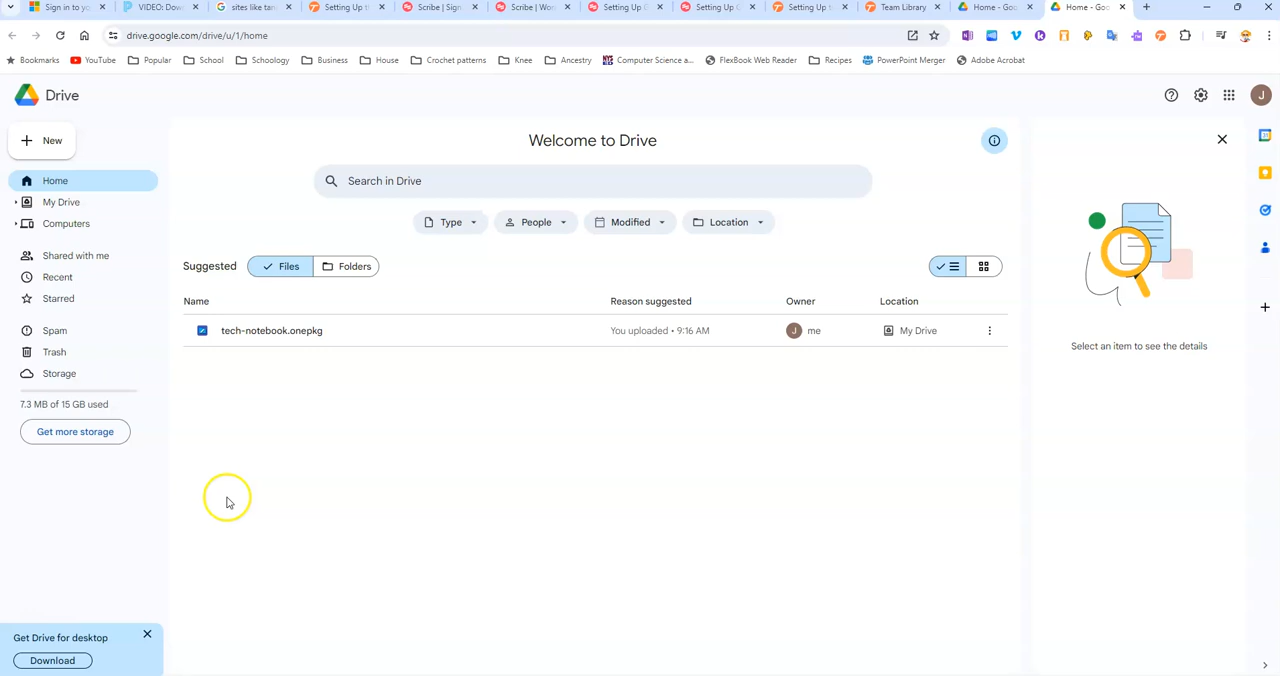 Sign in to yo
VIDEO: Dow
sites like tan
Setting Up th
Scribe | Sign
Scribe | Wor
Setting Up
Setting Up G
Setting Up th
Team Library
Home - Goo
Home - Goo
drive.google.com/drive/u/1/home
Bookmarks
YouTube
Popular
School
Schoology
Business
House
Crochet patterns
Knee
Ancestry
Computer Science a...
FlexBook Web Reader
Recipes
PowerPoint Merger
Adobe Acrobat
Drive
J
New
Welcome to Drive
Home
Search in Drive
My Drive
Computers
Type
People
Modified
Location
Shared with me
Suggested
Files
Folders
Recent
Starred
Name
Reason suggested
Owner
Location
Spam
tech-notebook.onepkg
You uploaded • 9:16 AM
J
me
My Drive
Select an item to see the details
Trash
Storage
7.3 MB of 15 GB used
Get more storage
Get Drive for desktop
Download